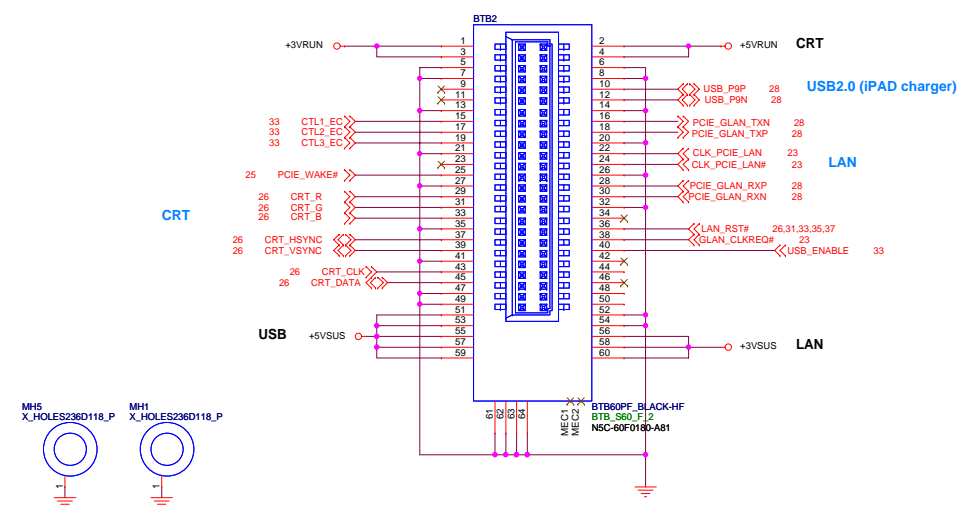 BTB2
+3VRUN
1 2
+5VRUN
CRT
3 4
5 6
7 8
9 10
USB_P9P 28
USB2.0 (iPAD charger)
11 12
USB_P9N 28
13 14
33 CTL1_EC
15 16
PCIE_GLAN_TXN 28
33 CTL2_EC
17 18
PCIE_GLAN_TXP 28
33 CTL3_EC
19 20
21 22
CLK_PCIE_LAN 23
23 24
CLK_PCIE_LAN# 23
LAN
25 PCIE_WAKE#
25 26
27 28
PCIE_GLAN_RXP 28
26 CRT_R
29 30
PCIE_GLAN_RXN 28
26 CRT_G
31 32
CRT
26 CRT_B
33 34
35 36
LAN_RST# 26,31,33,35,37
26 CRT_HSYNC
37 38
GLAN_CLKREQ# 23
26 CRT_VSYNC
39 40
USB_ENABLE 33
41 42
26 CRT_CLK
43 44
26 CRT_DATA
45 46
47 48
49 50
51 52
53 54
USB
+5VSUS
55 56
57 58
+3VSUS
LAN
59 60
61
62
63
64
MEC1
MEC2
BTB60PF_BLACK-HF
BTB_S60_F_2
N5C-60F0180-A81
MH5
X_HOLES236D118_P
1
MH1
X_HOLES236D118_P
1